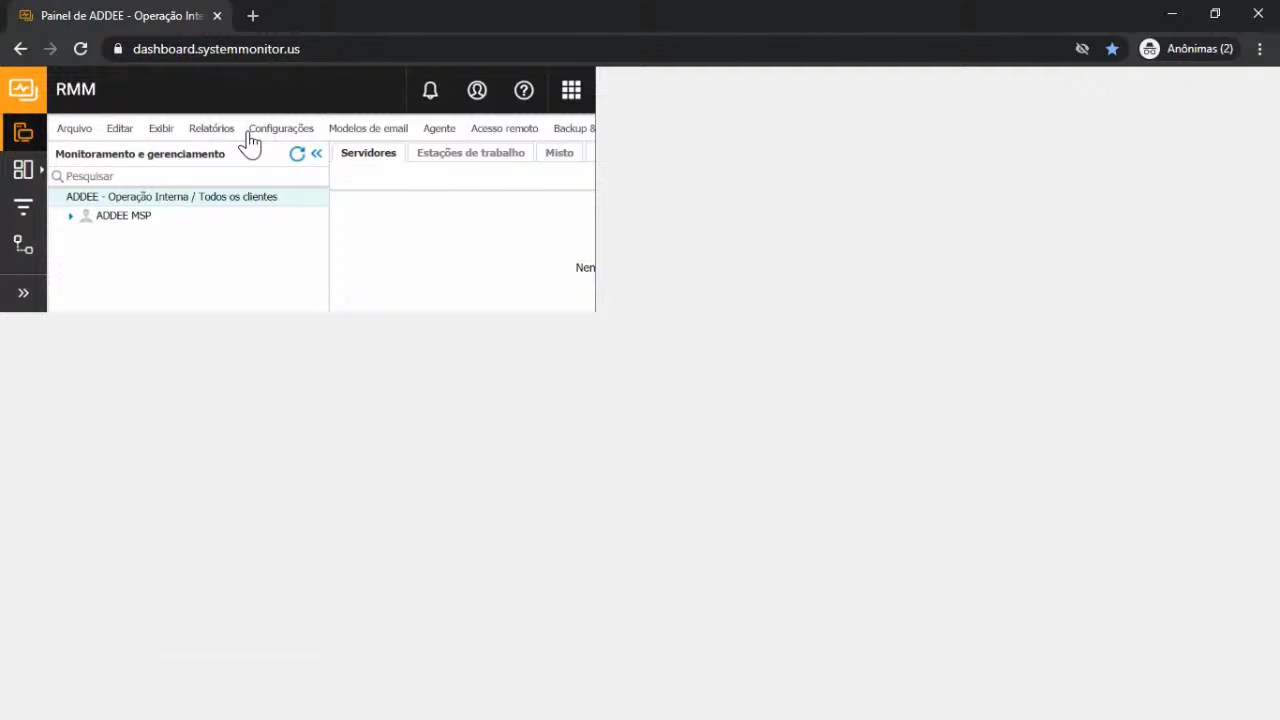 Painel de ADDEE - Operação Inte
dashboard.systemmonitor.us
Anônimas (2)
RMM
Arquivo Editar Exibir Relatórios Configurações Modelos de email Agente Acesso remoto Backup &
Monitoramento e gerenciamento
Servidores Estações de trabalho Misto
Pesquisar
ADDEE - Operação Interna / Todos os clientes
ADDEE MSP
Nen